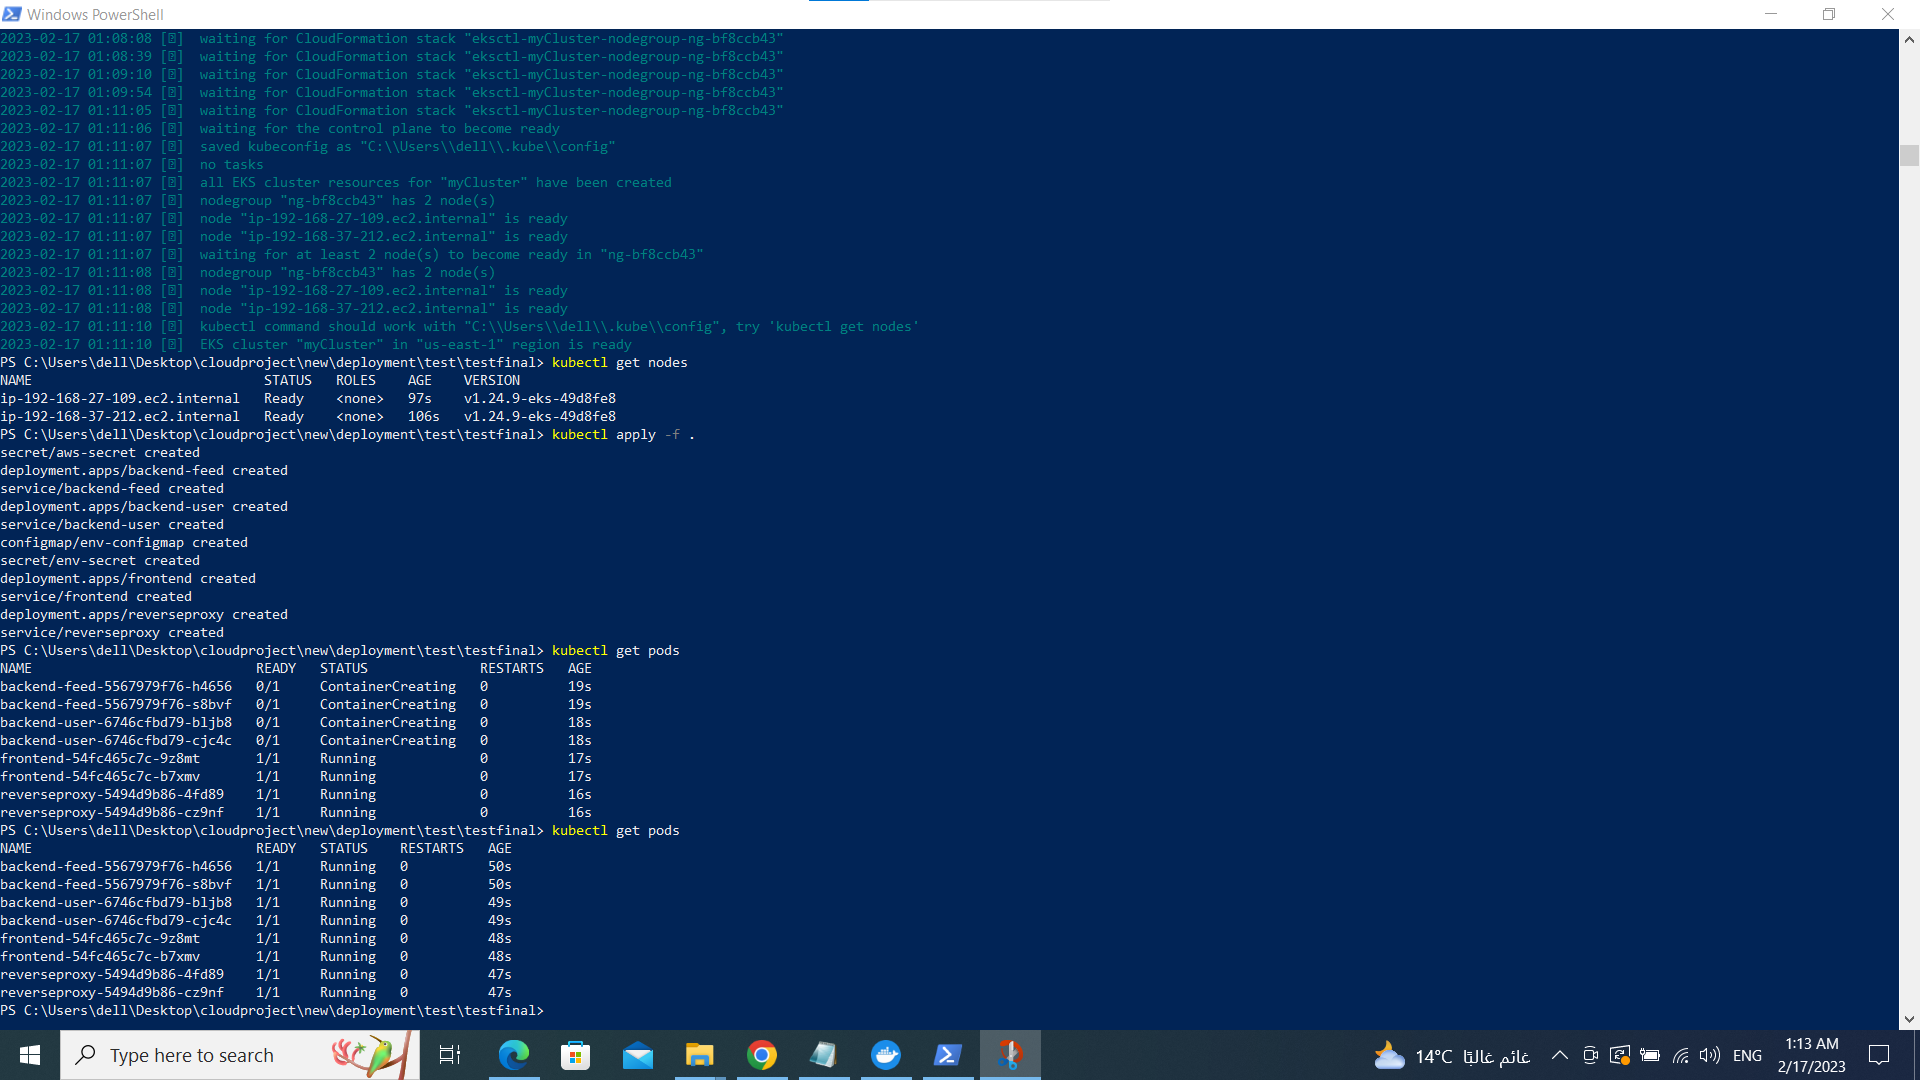 Windows PowerShell
2023-02-17 01:08:08 [ℹ]  waiting for CloudFormation stack "eksctl-myCluster-nodegroup-ng-bf8ccb43"
2023-02-17 01:08:39 [ℹ]  waiting for CloudFormation stack "eksctl-myCluster-nodegroup-ng-bf8ccb43"
2023-02-17 01:09:10 [ℹ]  waiting for CloudFormation stack "eksctl-myCluster-nodegroup-ng-bf8ccb43"
2023-02-17 01:09:54 [ℹ]  waiting for CloudFormation stack "eksctl-myCluster-nodegroup-ng-bf8ccb43"
2023-02-17 01:11:05 [ℹ]  waiting for CloudFormation stack "eksctl-myCluster-nodegroup-ng-bf8ccb43"
2023-02-17 01:11:06 [ℹ]  waiting for the control plane to become ready
2023-02-17 01:11:07 [ℹ]  saved kubeconfig as "C:\\Users\\dell\\.kube\\config"
2023-02-17 01:11:07 [ℹ]  no tasks
2023-02-17 01:11:07 [ℹ]  all EKS cluster resources for "myCluster" have been created
2023-02-17 01:11:07 [ℹ]  nodegroup "ng-bf8ccb43" has 2 node(s)
2023-02-17 01:11:07 [ℹ]  node "ip-192-168-27-109.ec2.internal" is ready
2023-02-17 01:11:07 [ℹ]  node "ip-192-168-37-212.ec2.internal" is ready
2023-02-17 01:11:07 [ℹ]  waiting for at least 2 node(s) to become ready in "ng-bf8ccb43"
2023-02-17 01:11:08 [ℹ]  nodegroup "ng-bf8ccb43" has 2 node(s)
2023-02-17 01:11:08 [ℹ]  node "ip-192-168-27-109.ec2.internal" is ready
2023-02-17 01:11:08 [ℹ]  node "ip-192-168-37-212.ec2.internal" is ready
2023-02-17 01:11:10 [ℹ]  kubectl command should work with "C:\\Users\\dell\\.kube\\config", try 'kubectl get nodes'
2023-02-17 01:11:10 [ℹ]  EKS cluster "myCluster" in "us-east-1" region is ready
PS C:\Users\dell\Desktop\cloudproject\new\deployment\test\testfinal> kubectl get nodes
NAME                             STATUS   ROLES    AGE    VERSION
ip-192-168-27-109.ec2.internal   Ready    <none>   97s    v1.24.9-eks-49d8fe8
ip-192-168-37-212.ec2.internal   Ready    <none>   106s   v1.24.9-eks-49d8fe8
PS C:\Users\dell\Desktop\cloudproject\new\deployment\test\testfinal> kubectl apply -f .
secret/aws-secret created
deployment.apps/backend-feed created
service/backend-feed created
deployment.apps/backend-user created
service/backend-user created
configmap/env-configmap created
secret/env-secret created
deployment.apps/frontend created
service/frontend created
deployment.apps/reverseproxy created
service/reverseproxy created
PS C:\Users\dell\Desktop\cloudproject\new\deployment\test\testfinal> kubectl get pods
NAME                            READY   STATUS              RESTARTS   AGE
backend-feed-5567979f76-h4656   0/1     ContainerCreating   0          19s
backend-feed-5567979f76-s8bvf   0/1     ContainerCreating   0          19s
backend-user-6746cfbd79-bljb8   0/1     ContainerCreating   0          18s
backend-user-6746cfbd79-cjc4c   0/1     ContainerCreating   0          18s
frontend-54fc465c7c-9z8mt       1/1     Running             0          17s
frontend-54fc465c7c-b7xmv       1/1     Running             0          17s
reverseproxy-5494d9b86-4fd89    1/1     Running             0          16s
reverseproxy-5494d9b86-cz9nf    1/1     Running             0          16s
PS C:\Users\dell\Desktop\cloudproject\new\deployment\test\testfinal> kubectl get pods
NAME                            READY   STATUS    RESTARTS   AGE
backend-feed-5567979f76-h4656   1/1     Running   0          50s
backend-feed-5567979f76-s8bvf   1/1     Running   0          50s
backend-user-6746cfbd79-bljb8   1/1     Running   0          49s
backend-user-6746cfbd79-cjc4c   1/1     Running   0          49s
frontend-54fc465c7c-9z8mt       1/1     Running   0          48s
frontend-54fc465c7c-b7xmv       1/1     Running   0          48s
reverseproxy-5494d9b86-4fd89    1/1     Running   0          47s
reverseproxy-5494d9b86-cz9nf    1/1     Running   0          47s
PS C:\Users\dell\Desktop\cloudproject\new\deployment\test\testfinal>
Type here to search
14°C غائم غالبًا
ENG
1:13 AM
2/17/2023